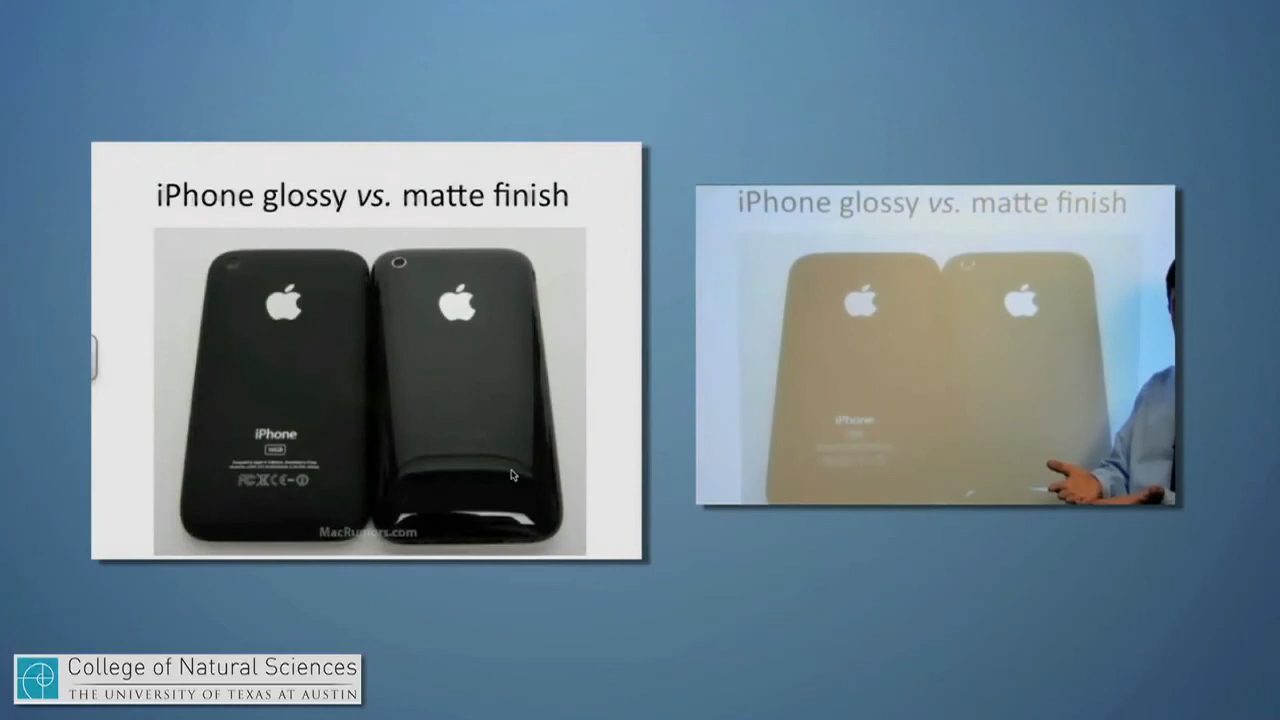 iPhone glossy vs. matte finish
iPhone
16GB
MacRumors.com
iPhone glossy vs. matte finish
iPhone
College of Natural Sciences
THE UNIVERSITY OF TEXAS AT AUSTIN